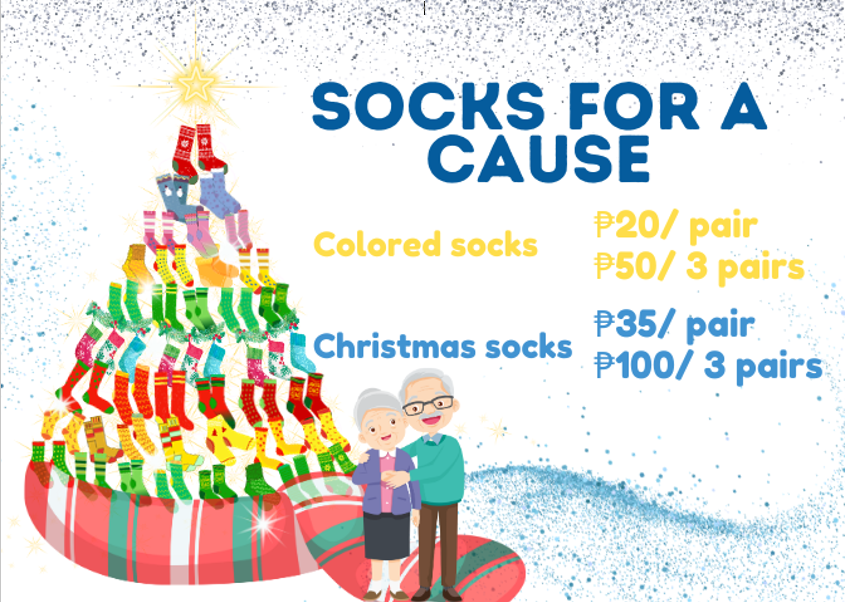 SOCKS FOR A
CAUSE
Colored socks
₱20/ pair
₱50/ 3 pairs
Christmas socks
₱35/ pair
₱100/ 3 pairs